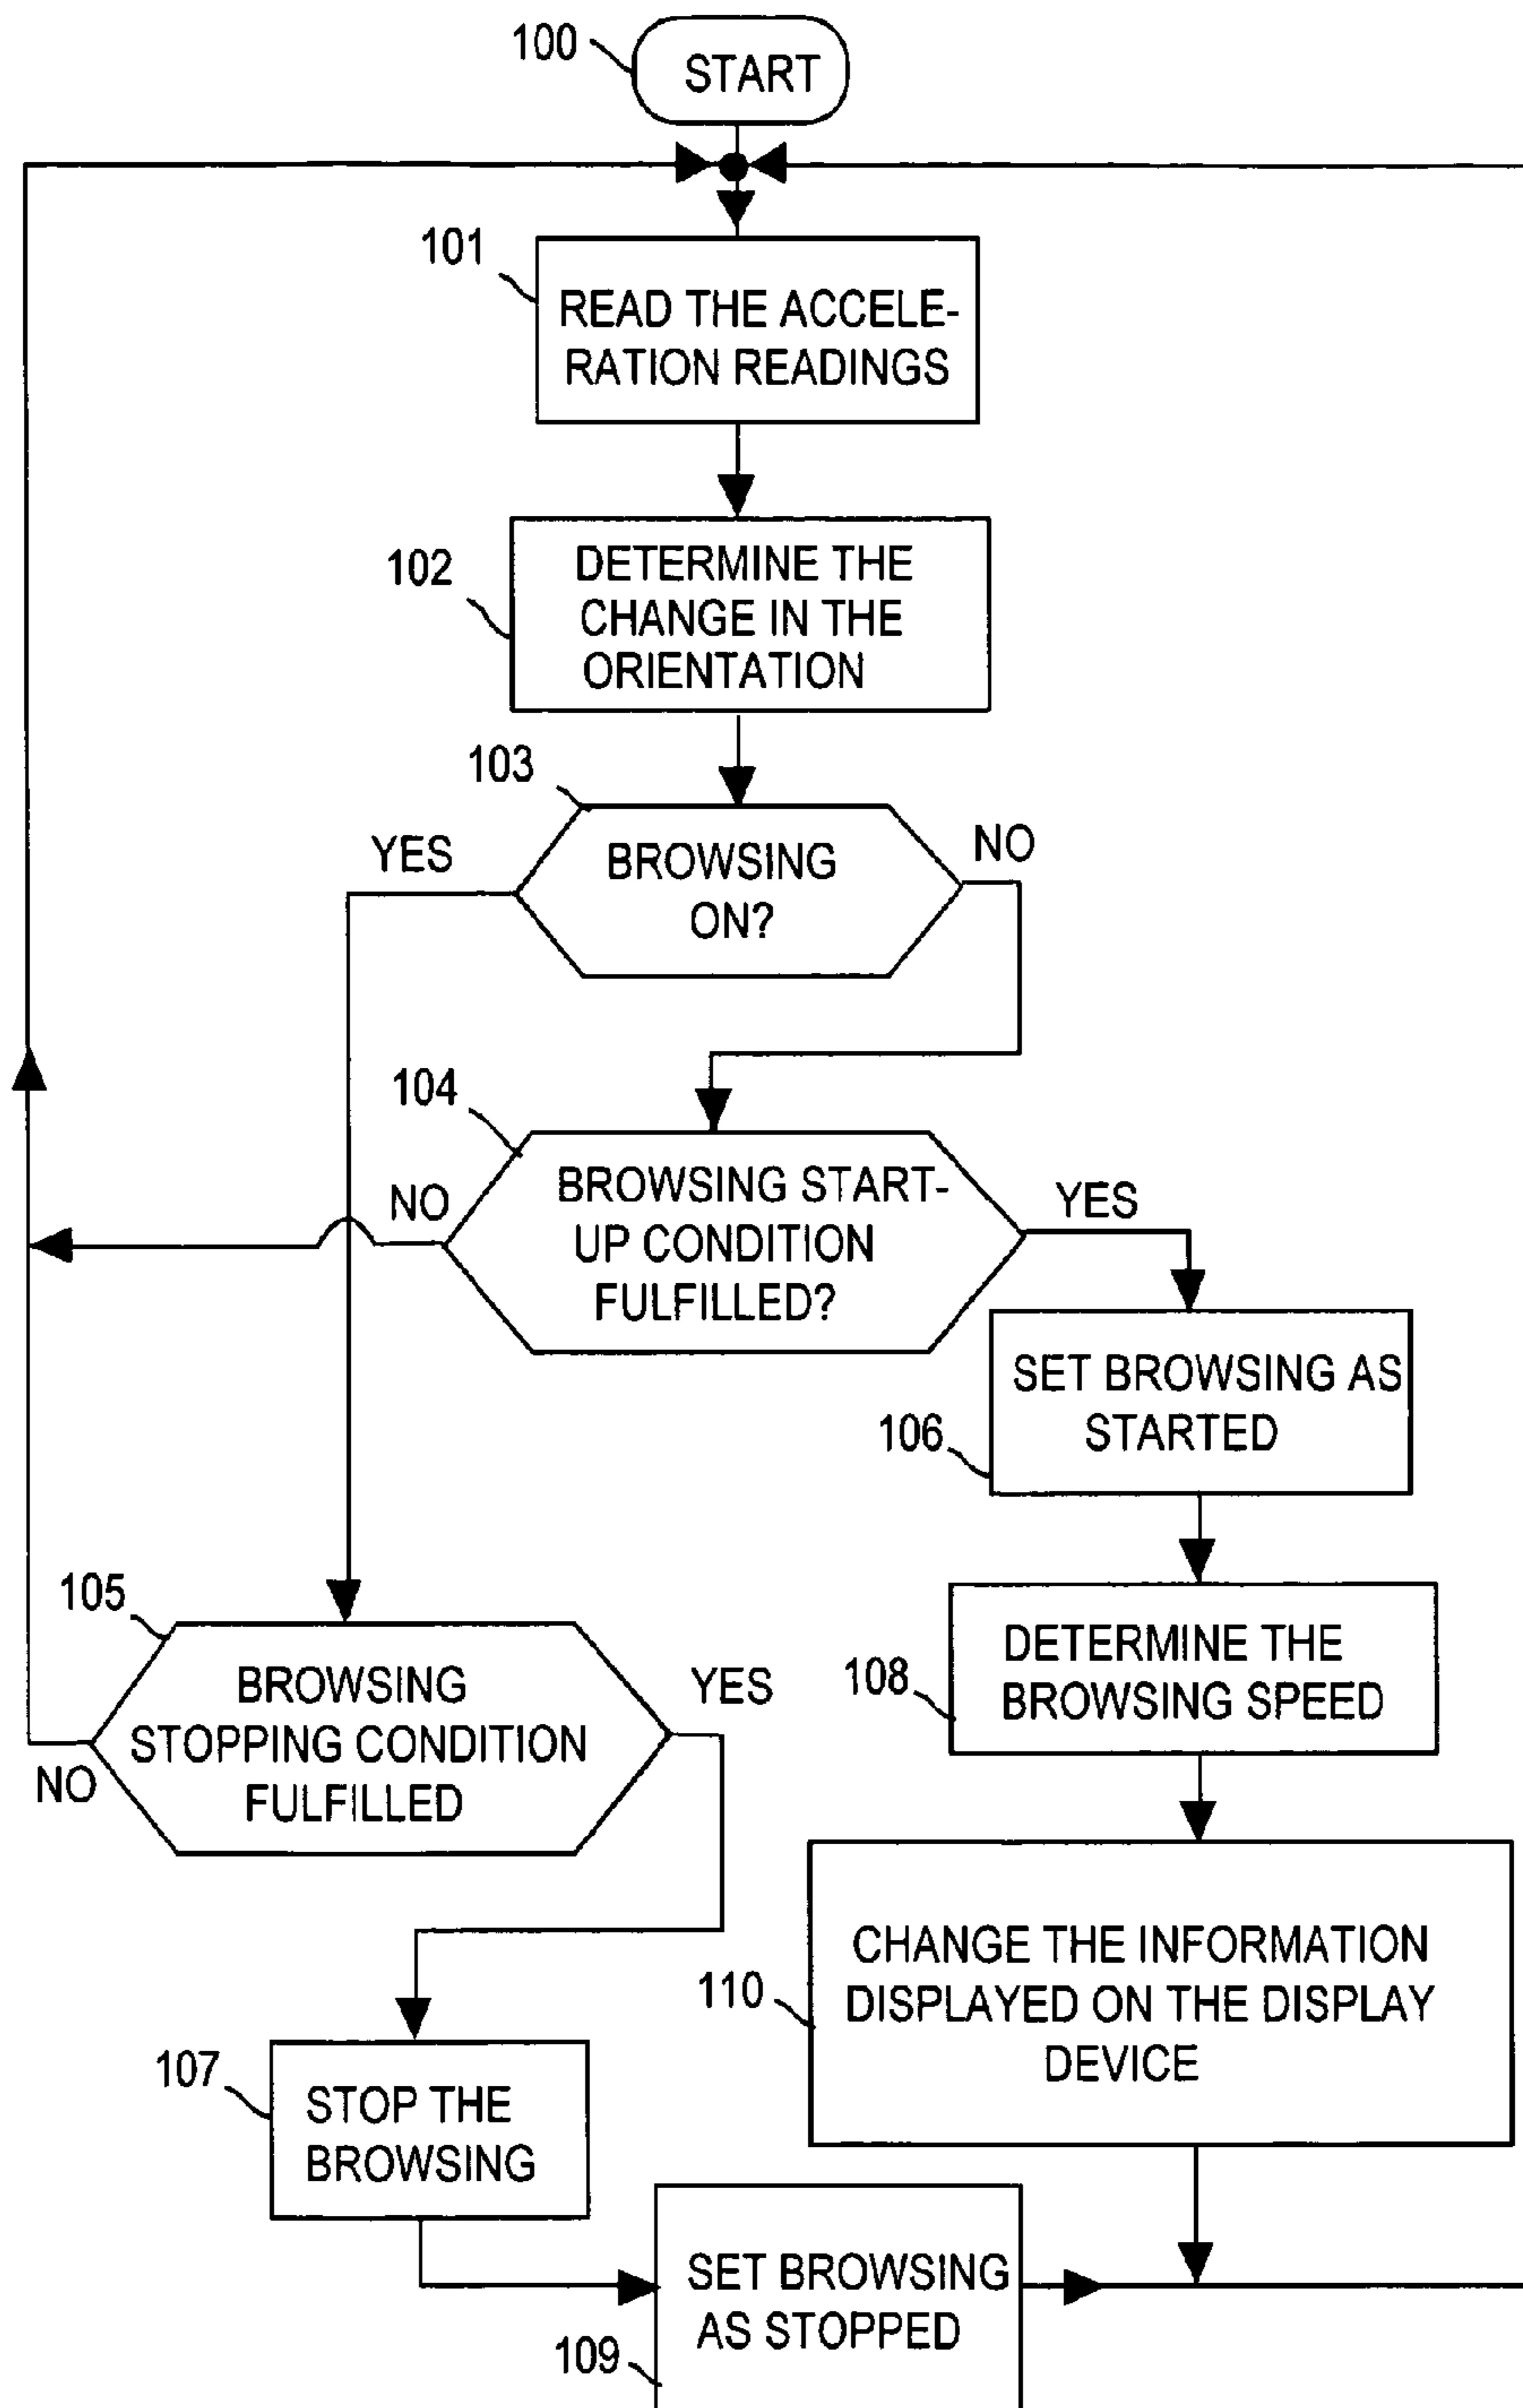 100
START
101
READ THE ACCELE-
RATION READINGS
102
DETERMINE THE
CHANGE IN THE
ORIENTATION
103
YES
BROWSING
ON?
NO
104
NO
BROWSING START-
UP CONDITION
FULFILLED?
YES
SET BROWSING AS
STARTED
106
105
BROWSING
STOPPING CONDITION
FULFILLED
YES
NO
DETERMINE THE
BROWSING SPEED
108
CHANGE THE INFORMATION
DISPLAYED ON THE DISPLAY
DEVICE
110
107
STOP THE
BROWSING
SET BROWSING
AS STOPPED
109